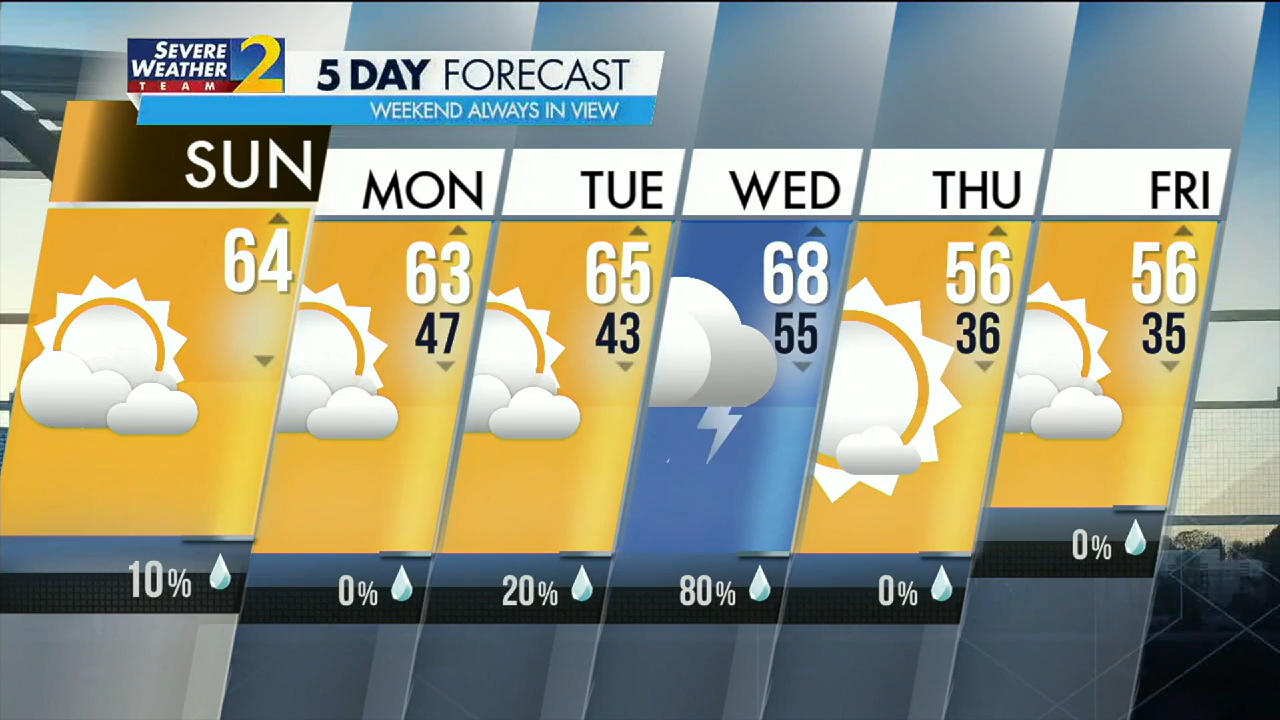 SEVERE
WEATHER 2
TEAM
5 DAY FORECAST
WEEKEND ALWAYS IN VIEW
SUN MON TUE WED THU FRI
64 63 65 68 56 56
47 43 55 36 35
10% 0% 20% 80% 0% 0%